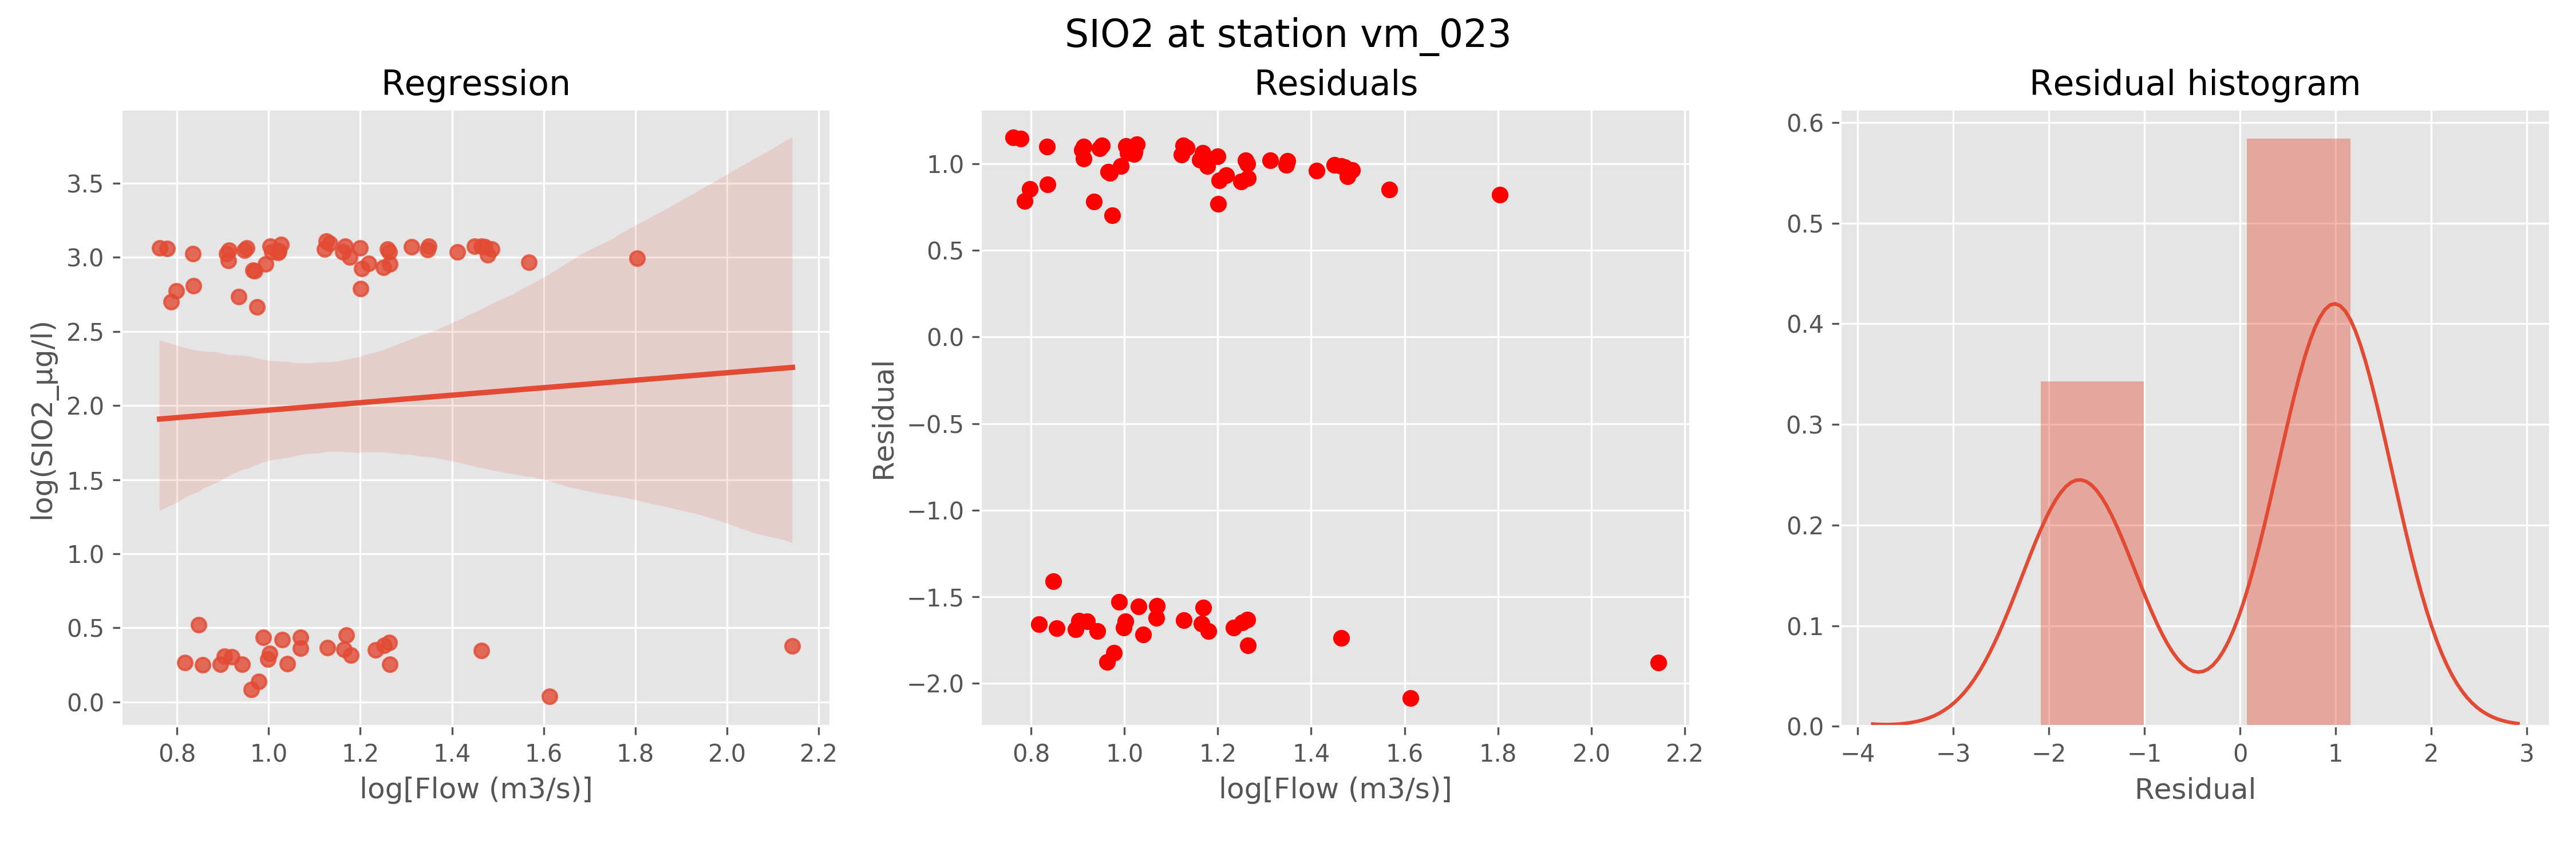 SIO2 at station vm_023
Regression
Residuals
Residual histogram
log(SIO2_µg/l)
3.5
3.0
2.5
2.0
1.5
1.0
0.5
0.0
0.8 1.0 1.2 1.4 1.6 1.8 2.0 2.2
log[Flow (m3/s)]
Residual
1.0
0.5
0.0
−0.5
−1.0
−1.5
−2.0
0.8 1.0 1.2 1.4 1.6 1.8 2.0 2.2
log[Flow (m3/s)]
0.6
0.5
0.4
0.3
0.2
0.1
0.0
−4 −3 −2 −1 0 1 2 3
Residual